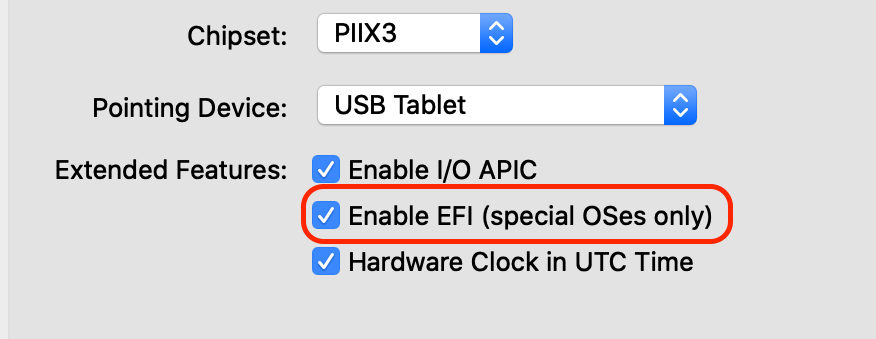 Chipset: PIIX3
Pointing Device: USB Tablet
Extended Features: Enable I/O APIC
Enable EFI (special OSes only)
Hardware Clock in UTC Time